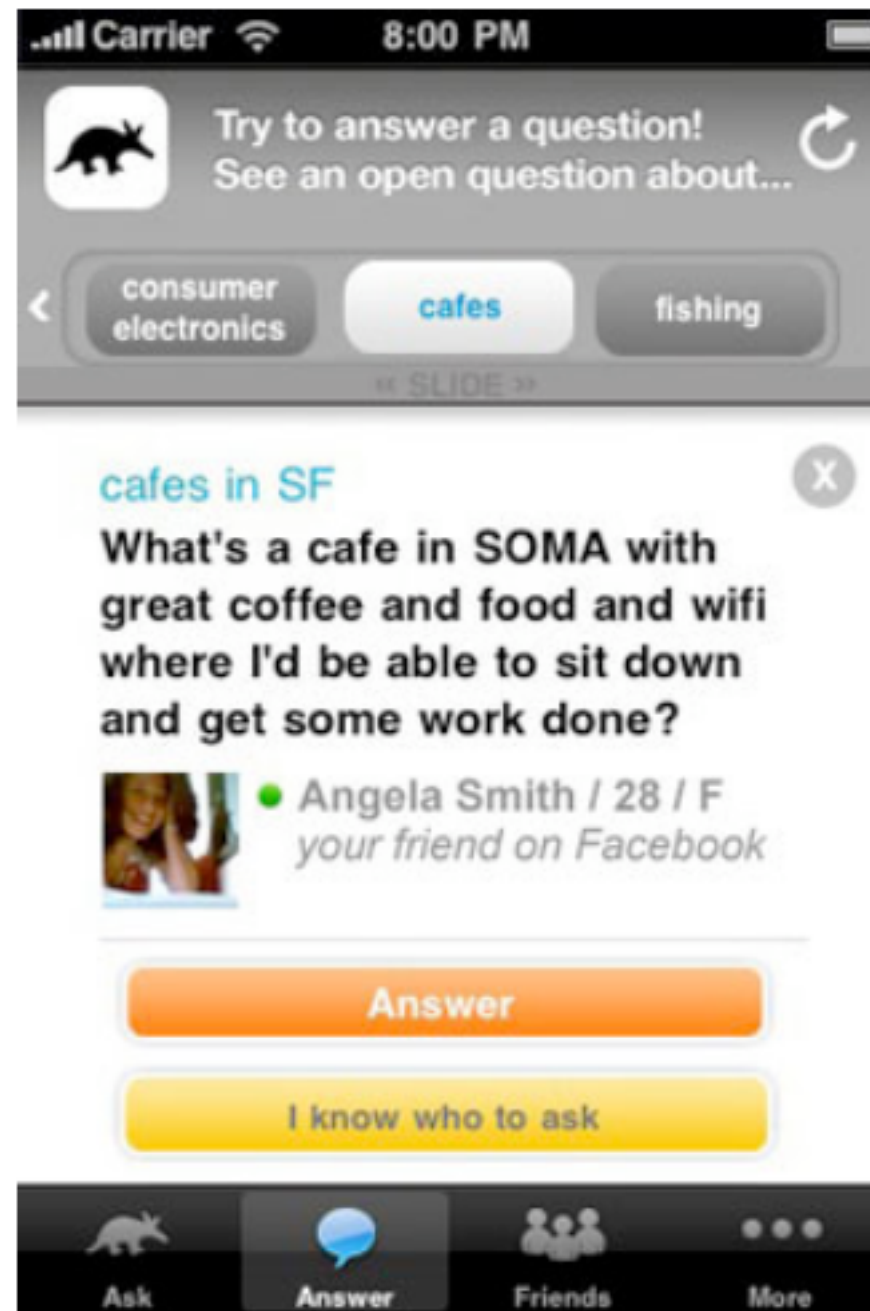 Carrier 8:00 PM
Try to answer a question!
See an open question about...
consumer
electronics
cafes
fishing
‹‹ SLIDE ››
cafes in SF
X
What's a cafe in SOMA with
great coffee and food and wifi
where I'd be able to sit down
and get some work done?
Angela Smith / 28 / F
your friend on Facebook
Answer
I know who to ask
Ask Answer Friends More